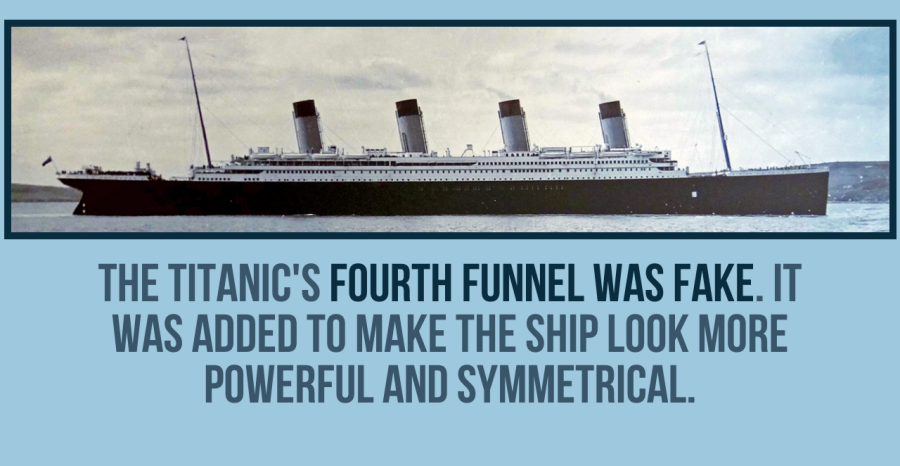 THE TITANIC'S FOURTH FUNNEL WAS FAKE. IT
WAS ADDED TO MAKE THE SHIP LOOK MORE
POWERFUL AND SYMMETRICAL.